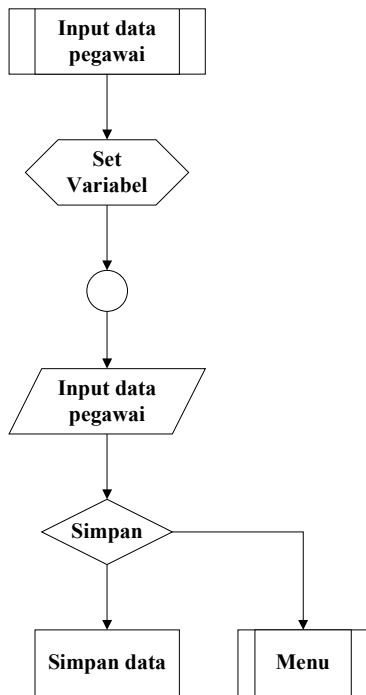 Input data
pegawai
Set
Variabel
Input data
pegawai
Simpan
Simpan data
Menu